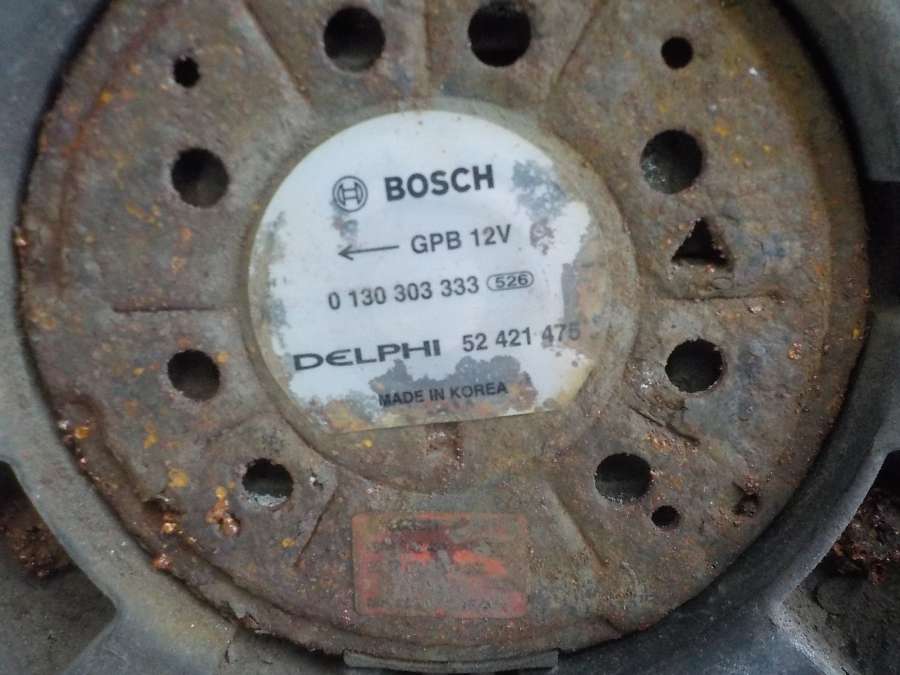 BOSCH
GPB 12V
0 130 303 333 526
DELPHI 52 421 475
MADE IN KOREA